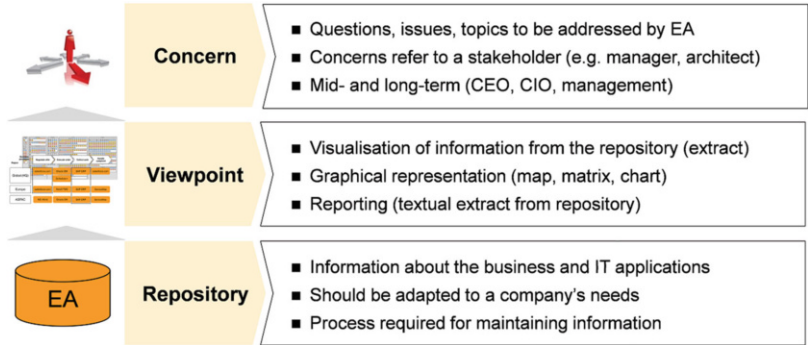 Concern
■ Questions, issues, topics to be addressed by EA
■ Concerns refer to a stakeholder (e.g. manager, architect)
■ Mid- and long-term (CEO, CIO, management)
Viewpoint
■ Visualisation of information from the repository (extract)
■ Graphical representation (map, matrix, chart)
■ Reporting (textual extract from repository)
EA
Repository
■ Information about the business and IT applications
■ Should be adapted to a company's needs
■ Process required for maintaining information